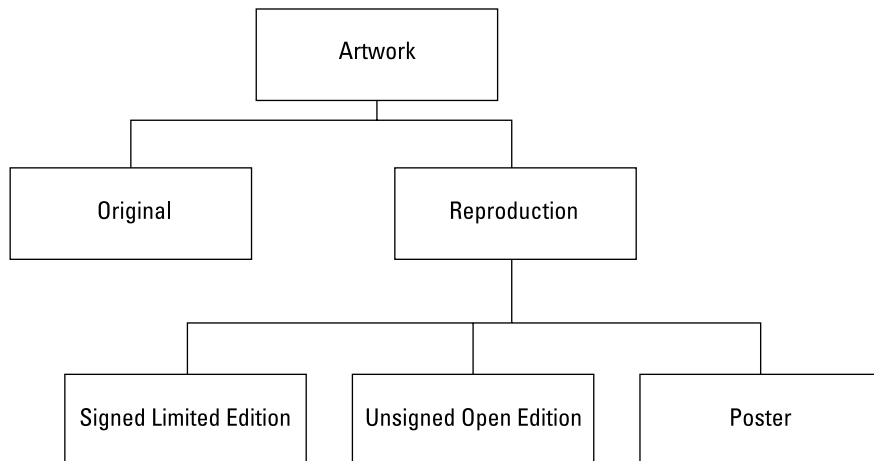 Artwork
Original
Reproduction
Signed Limited Edition
Unsigned Open Edition
Poster